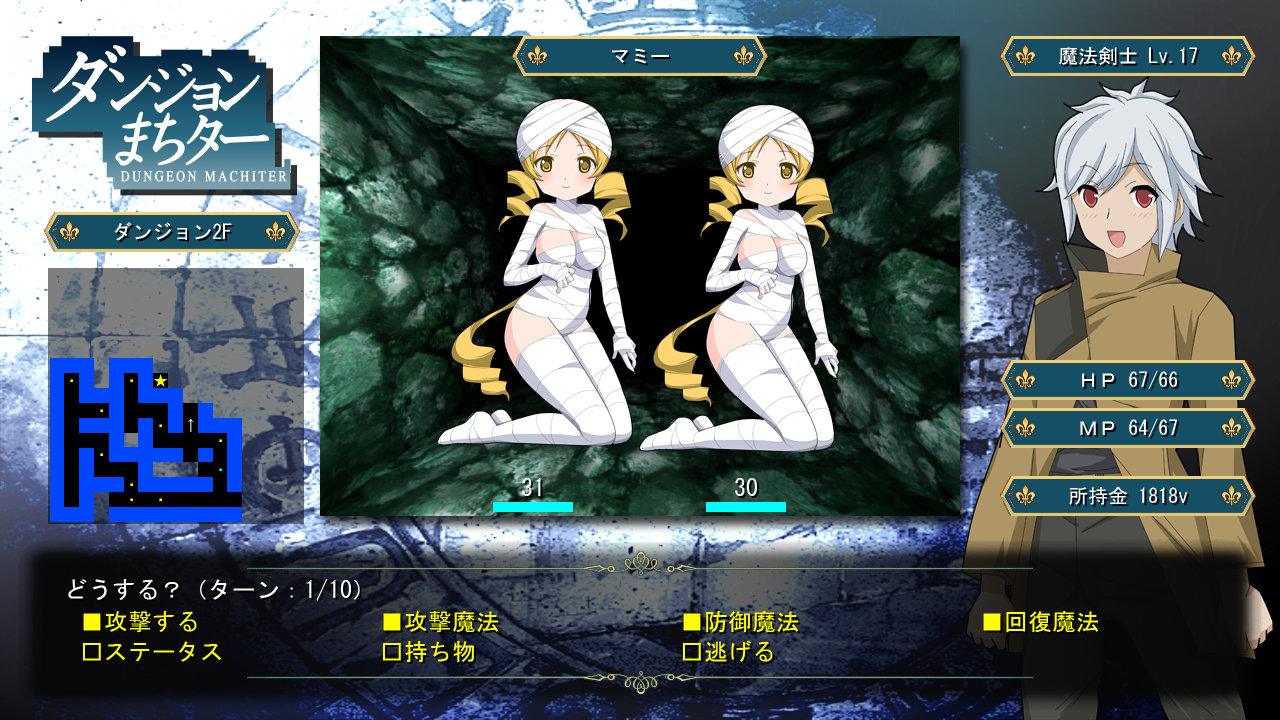 ダンジョン
まちター
DUNGEON MACHITER
ダンジョン2F
マミー
31
30
魔法剣士 Lv.17
HP 67/66
MP 64/67
所持金 1818v
どうする？（ターン：1/10）
■攻撃する ■攻撃魔法 ■防御魔法 ■回復魔法
□ステータス □持ち物 □逃げる